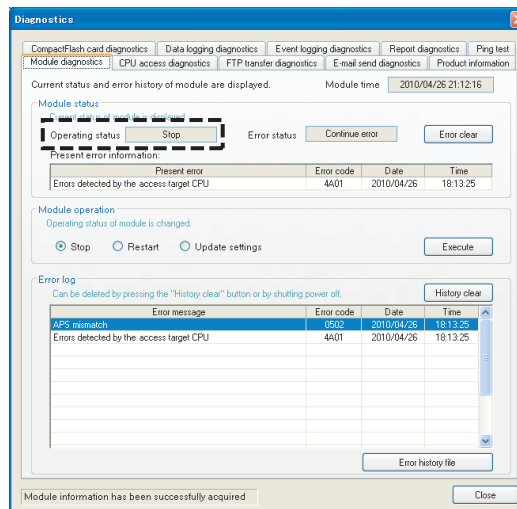 Diagnostics
CompactFlash card diagnostics Data logging diagnostics Event logging diagnostics Report diagnostics Ping test
Module diagnostics CPU access diagnostics FTP transfer diagnostics E-mail send diagnostics Product information
Current status and error history of module are displayed. Module time 2010/04/26 21:12:16
Module status
Current status of module is displayed.
Operating status Stop Error status Continue error Error clear
Present error information:
Present error Error code Date Time
Errors detected by the access target CPU 4A01 2010/04/26 18:13:25
Module operation
Operating status of module is changed.
Stop Restart Update settings Execute
Error log
Can be deleted by pressing the "History clear" button or by shutting power off. History clear
Error message Error code Date Time
APS mismatch 0502 2010/04/26 18:13:25
Errors detected by the access target CPU 4A01 2010/04/26 18:13:25
Error history file
Module information has been successfully acquired Close